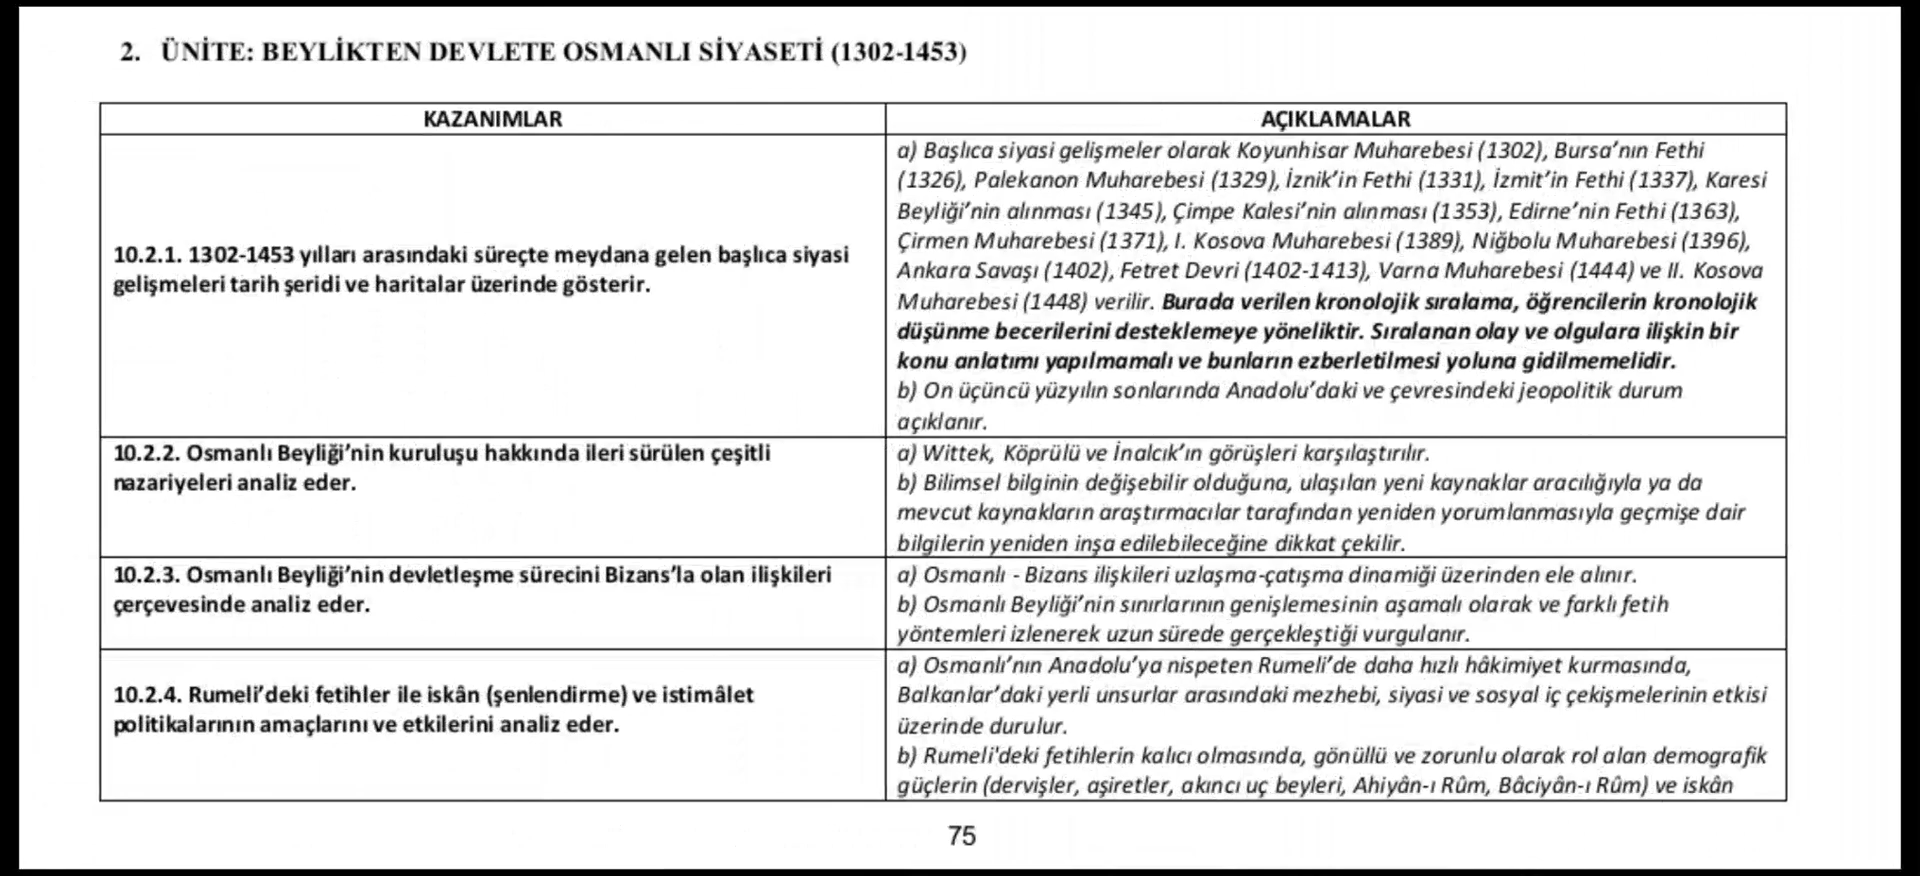 2. ÜNİTE: BEYLİKTEN DEVLETE OSMANLI SİYASETİ (1302-1453)
KAZANIMLAR
AÇIKLAMALAR
10.2.1. 1302-1453 yılları arasındaki süreçte meydana gelen başlıca siyasi
gelişmeleri tarih şeridi ve haritalar üzerinde gösterir.
a) Başlıca siyasi gelişmeler olarak Koyunhisar Muharebesi (1302), Bursa'nın Fethi
(1326), Palekanon Muharebesi (1329), İznik'in Fethi (1331), İzmit'in Fethi (1337), Karesi
Beyliği'nin alınması (1345), Çimpe Kalesi'nin alınması (1353), Edirne'nin Fethi (1363),
Çirmen Muharebesi (1371), I. Kosova Muharebesi (1389), Niğbolu Muharebesi (1396),
Ankara Savaşı (1402), Fetret Devri (1402-1413), Varna Muharebesi (1444) ve II. Kosova
Muharebesi (1448) verilir. Burada verilen kronolojik sıralama, öğrencilerin kronolojik
düşünme becerilerini desteklemeye yöneliktir. Sıralanan olay ve olgulara ilişkin bir
konu anlatımı yapılmamalı ve bunların ezberletilmesi yoluna gidilmemelidir.
b) On üçüncü yüzyılın sonlarında Anadolu'daki ve çevresindeki jeopolitik durum
açıklanır.
10.2.2. Osmanlı Beyliği'nin kuruluşu hakkında ileri sürülen çeşitli
nazariyeleri analiz eder.
a) Wittek, Köprülü ve İnalcık'ın görüşleri karşılaştırılır.
b) Bilimsel bilginin değişebilir olduğuna, ulaşılan yeni kaynaklar aracılığıyla ya da
mevcut kaynakların araştırmacılar tarafından yeniden yorumlanmasıyla geçmişe dair
bilgilerin yeniden inşa edilebileceğine dikkat çekilir.
10.2.3. Osmanlı Beyliği'nin devletleşme sürecini Bizans'la olan ilişkileri
çerçevesinde analiz eder.
a) Osmanlı - Bizans ilişkileri uzlaşma-çatışma dinamiği üzerinden ele alınır.
b) Osmanlı Beyliği'nin sınırlarının genişlemesinin aşamalı olarak ve farklı fetih
yöntemleri izlenerek uzun sürede gerçekleştiği vurgulanır.
10.2.4. Rumeli'deki fetihler ile iskân (şenlendirme) ve istimâlet
politikalarının amaçlarını ve etkilerini analiz eder.
a) Osmanlı'nın Anadolu'ya nispeten Rumeli'de daha hızlı hâkimiyet kurmasında,
Balkanlar'daki yerli unsurlar arasındaki mezhebi, siyasi ve sosyal iç çekişmelerinin etkisi
üzerinde durulur.
b) Rumeli'deki fetihlerin kalıcı olmasında, gönüllü ve zorunlu olarak rol alan demografik
güçlerin (dervişler, aşiretler, akıncı uç beyleri, Ahiyân-ı Rûm, Bâciyân-ı Rûm) ve iskân
75